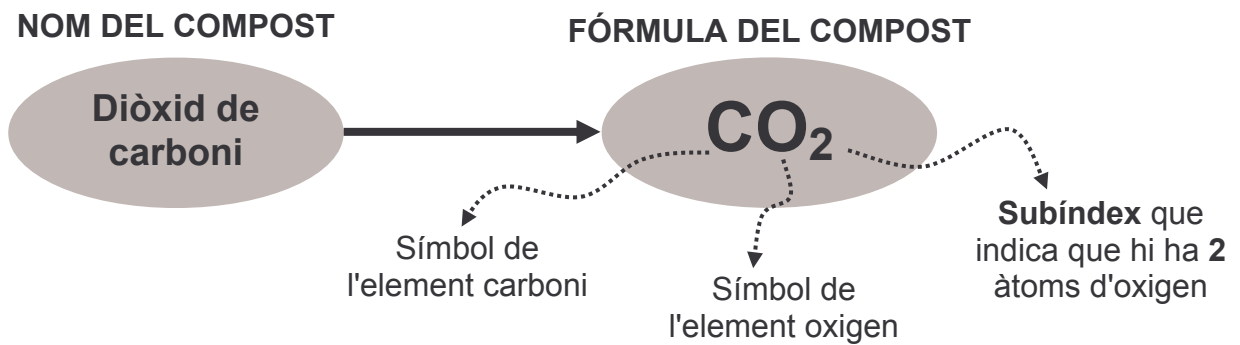 NOM DEL COMPOST
FÓRMULA DEL COMPOST
Diòxid de
carboni
CO₂
Símbol de
l'element carboni
Símbol de
l'element oxigen
Subíndex que
indica que hi ha 2
àtoms d'oxigen